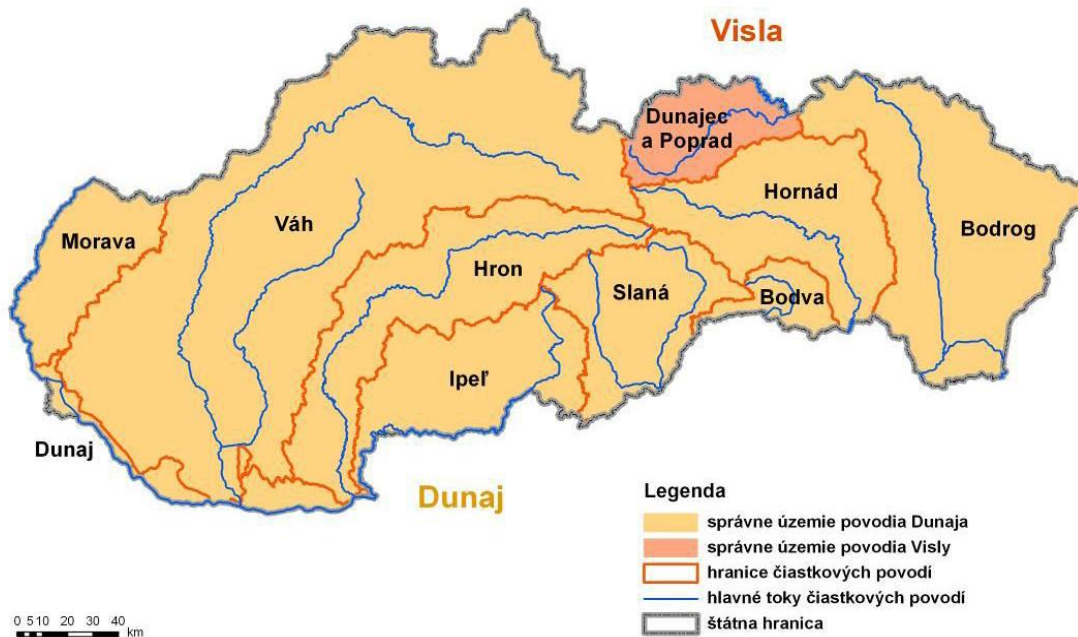 Visla
Dunajec
a Poprad
Hornád
Morava
Váh
Bodrog
Hron
Slaná
Bodva
Ipeľ
Dunaj
Dunaj
Legenda
správne územie povodia Dunaja
správne územie povodia Visly
hranice čiastkových povodí
hlavné toky čiastkových povodí
štátna hranica
0 5 10 20 30 40
km